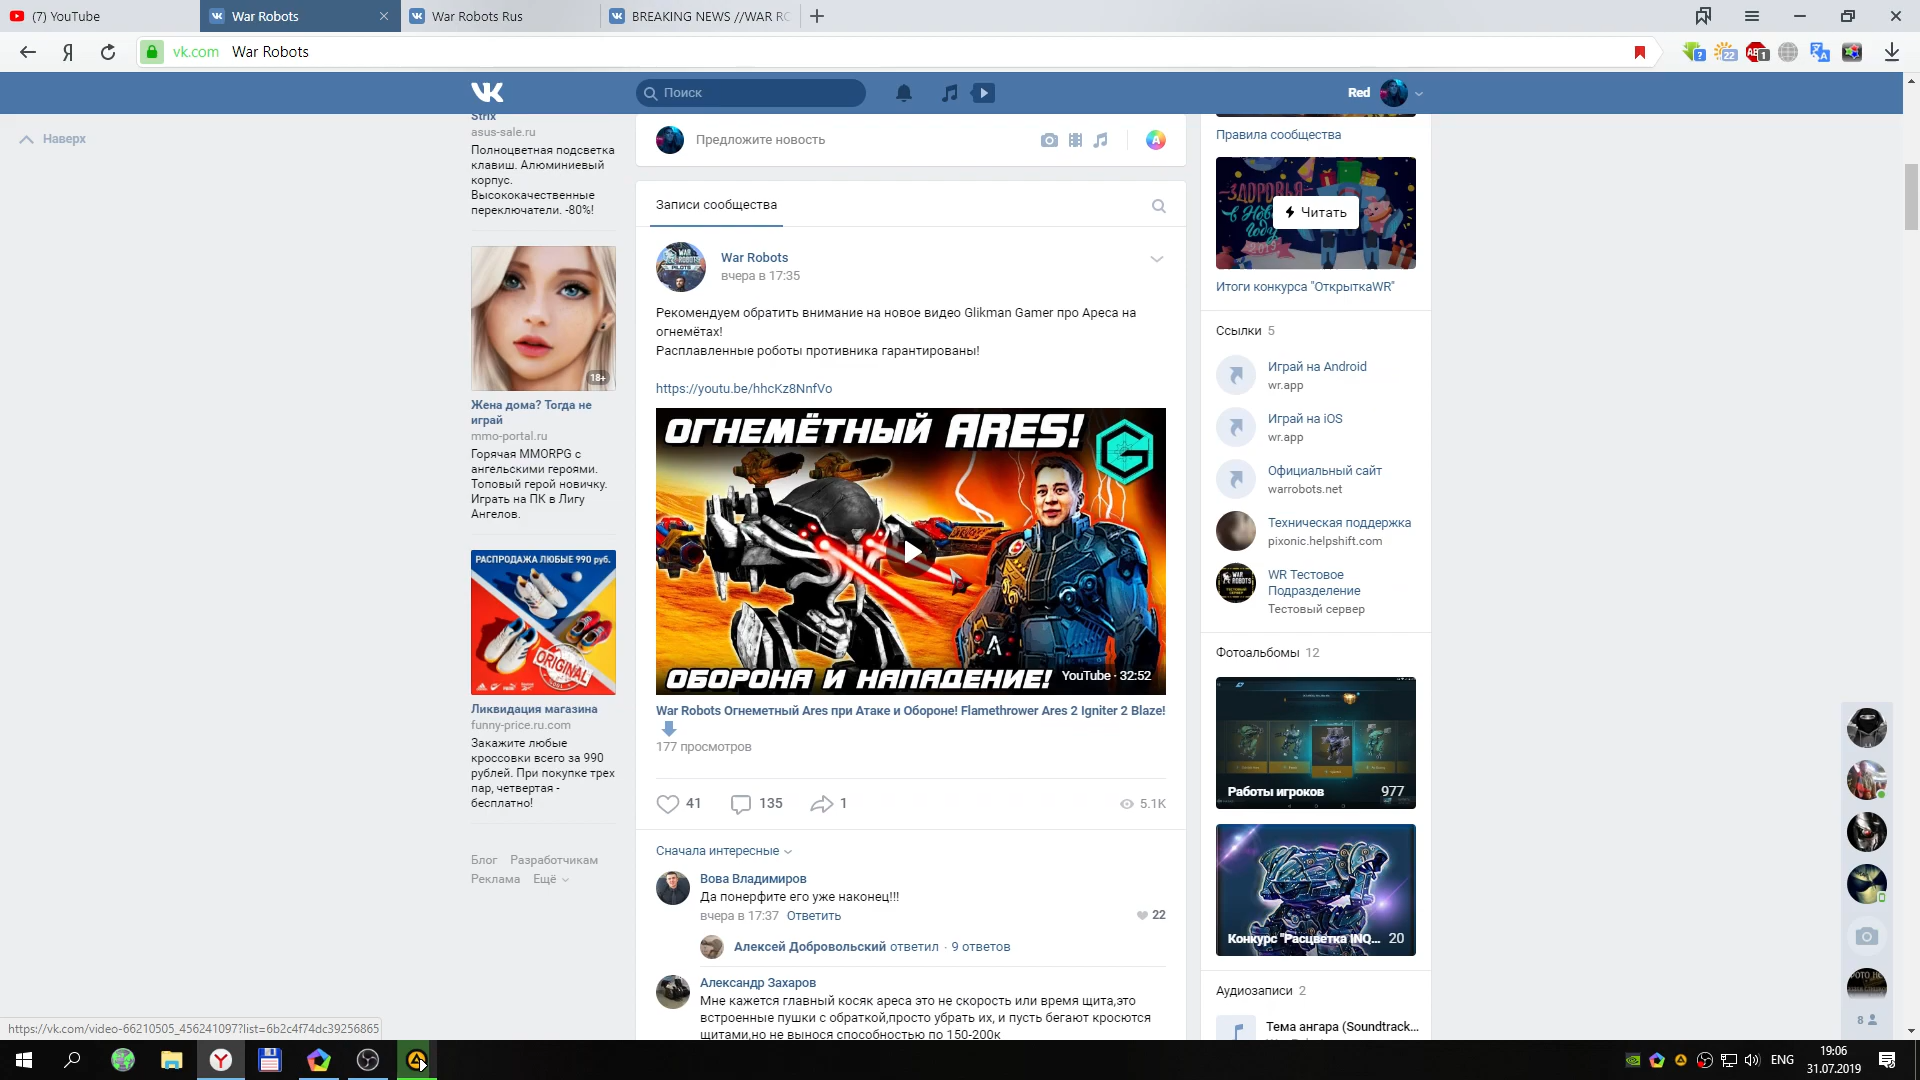 (7) YouTube
War Robots
War Robots Rus
BREAKING NEWS //WAR RO
Я
vk.com War Robots
22
1
Поиск
Red
Наверх
Strix
asus-sale.ru
Полноцветная подсветка
клавиш. Алюминиевый
корпус.
Высококачественные
переключатели. -80%!
18+
Жена дома? Тогда не
играй
mmo-portal.ru
Горячая MMORPG с
ангельскими героями.
Топовый герой новичку.
Играть на ПК в Лигу
Ангелов.
РАСПРОДАЖА ЛЮБЫЕ 990 руб.
ORIGINAL
Ликвидация магазина
funny-price.ru.com
Закажите любые
кроссовки всего за 990
рублей. При покупке трех
пар, четвертая -
бесплатно!
Блог Разработчикам
Реклама Ещё
Предложите новость
A
Записи сообщества
War Robots
вчера в 17:35
Рекомендуем обратить внимание на новое видео Glikman Gamer про Ареса на
огнемётах!
Расплавленные роботы противника гарантированы!
https://youtu.be/hhcKz8NnfVo
ОГНЕМЁТНЫЙ ARES!
G
ОБОРОНА И НАПАДЕНИЕ!
YouTube · 32:52
War Robots Огнеметный Ares при Атаке и Обороне! Flamethrower Ares 2 Igniter 2 Blaze!
177 просмотров
41 135 1 5.1K
Сначала интересные
Вова Владимиров
Да понерфите его уже наконец!!!
вчера в 17:37 Ответить
22
Алексей Добровольский ответил · 9 ответов
Александр Захаров
Мне кажется главный косяк ареса это не скорость или время щита,это
встроенные пушки с обраткой,просто убрать их, и пусть бегают кросются
щитами,но не вынося способностью по 150-200к
Правила сообщества
ЗДОРОВЬЯ
в Нов
Году
2019
Читать
Итоги конкурса "ОткрыткаWR"
Ссылки 5
Играй на Android
wr.app
Играй на iOS
wr.app
Официальный сайт
warrobots.net
Техническая поддержка
pixonic.helpshift.com
WR Тестовое
Подразделение
Тестовый сервер
Фотоальбомы 12
Работы игроков 977
Конкурс "Расцветка INQ... 20
Аудиозаписи 2
Тема ангара (Soundtrack...
8
https://vk.com/video-66210505_456241097?list=6b2c4f74dc39256865
ENG
19:06
31.07.2019